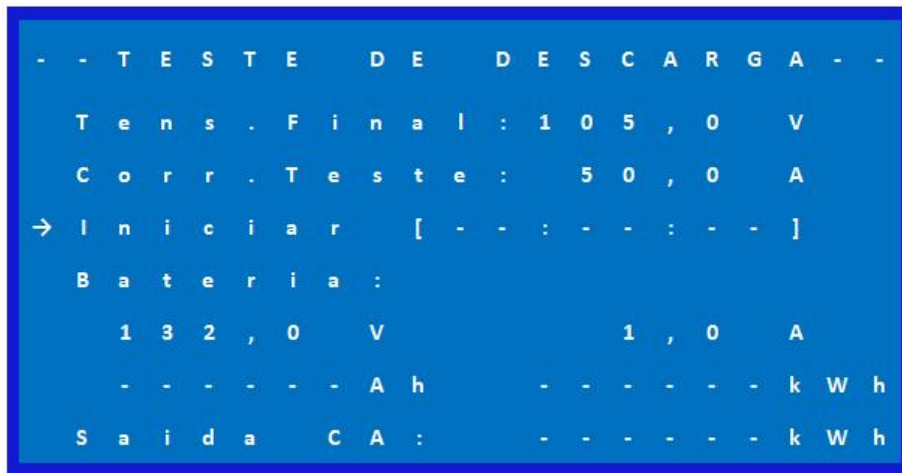 --TESTE DE DESCARGA--
Tens.Final:105,0 V
Corr.Teste: 50,0 A
→Iniciar [--:--:--]
Bateria:
132,0 V 1,0 A
------Ah ------kWh
Saida CA: ------kWh